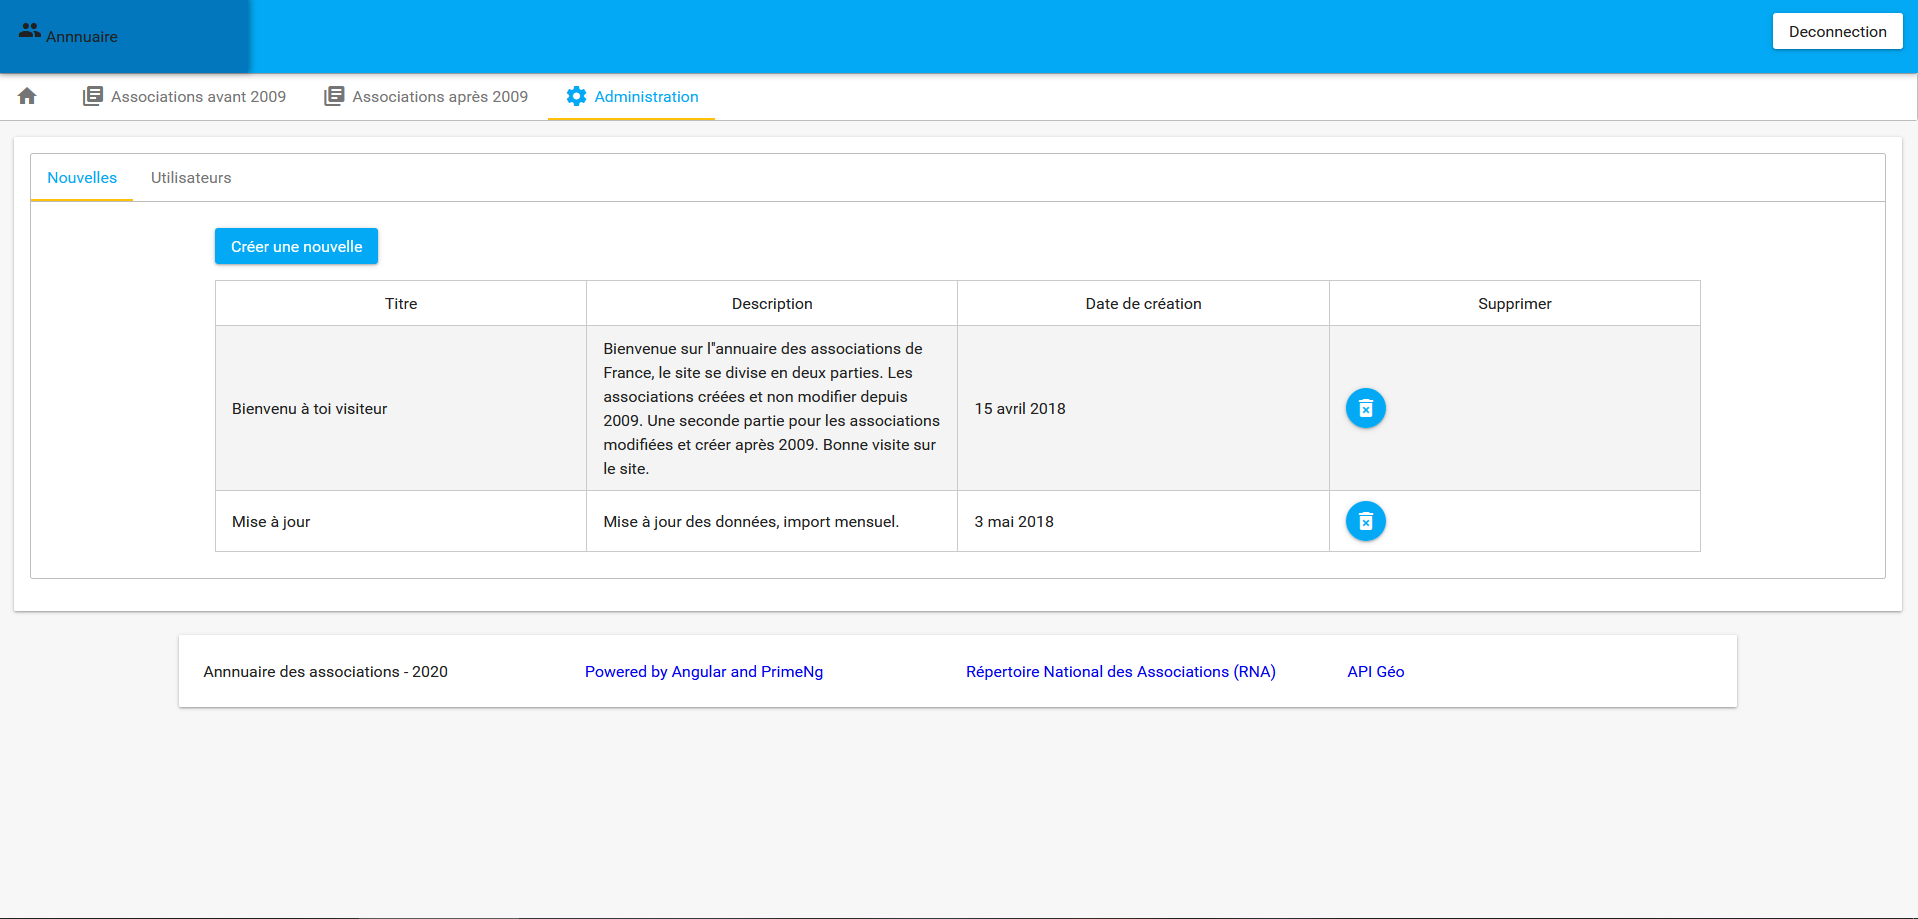 Annnuaire
Deconnection
Associations avant 2009
Associations après 2009
Administration
Nouvelles
Utilisateurs
Créer une nouvelle
Titre
Description
Date de création
Supprimer
Bienvenu à toi visiteur
Bienvenue sur l''annuaire des associations de
France, le site se divise en deux parties. Les
associations créées et non modifier depuis
2009. Une seconde partie pour les associations
modifiées et créer après 2009. Bonne visite sur
le site.
15 avril 2018
Mise à jour
Mise à jour des données, import mensuel.
3 mai 2018
Annnuaire des associations - 2020
Powered by Angular and PrimeNg
Répertoire National des Associations (RNA)
API Géo